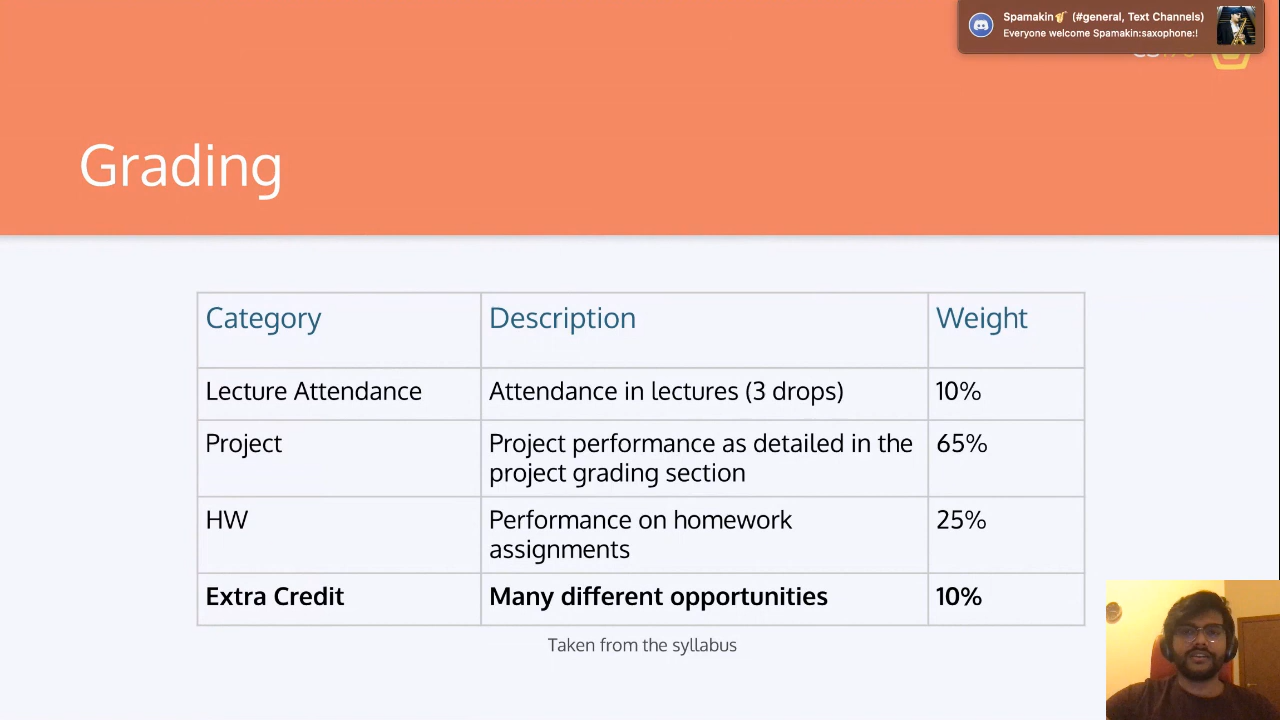 Spamakin🎷 (#general, Text Channels)
Everyone welcome Spamakin:saxophone:!
Grading
Category Description Weight
Lecture Attendance Attendance in lectures (3 drops) 10%
Project Project performance as detailed in the 65%
project grading section
HW Performance on homework 25%
assignments
Extra Credit Many different opportunities 10%
Taken from the syllabus